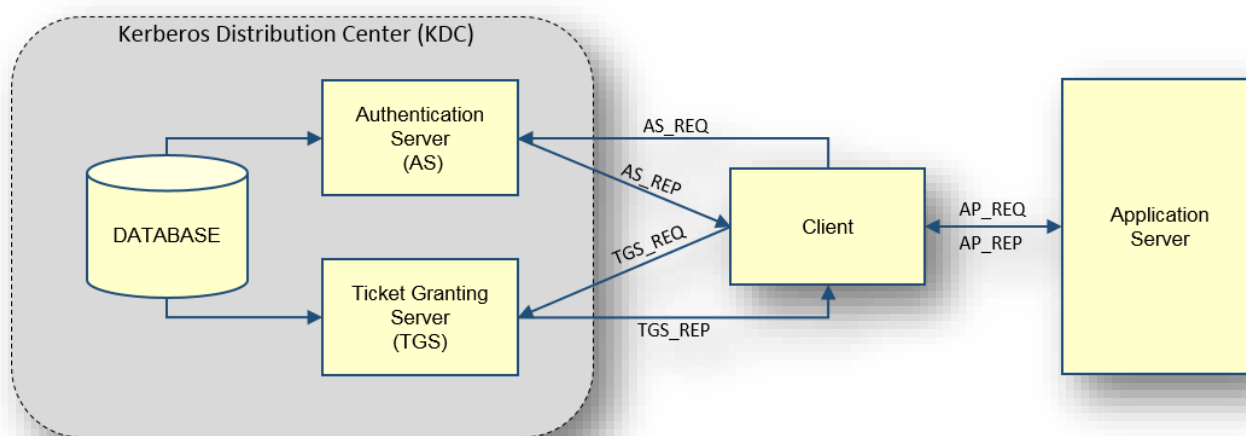 Kerberos Distribution Center (KDC)
Authentication
Server
(AS)
AS_REQ
AS_REP
DATABASE
Client
AP_REQ
AP_REP
Application
Server
TGS_REQ
Ticket Granting
Server
(TGS)
TGS_REP